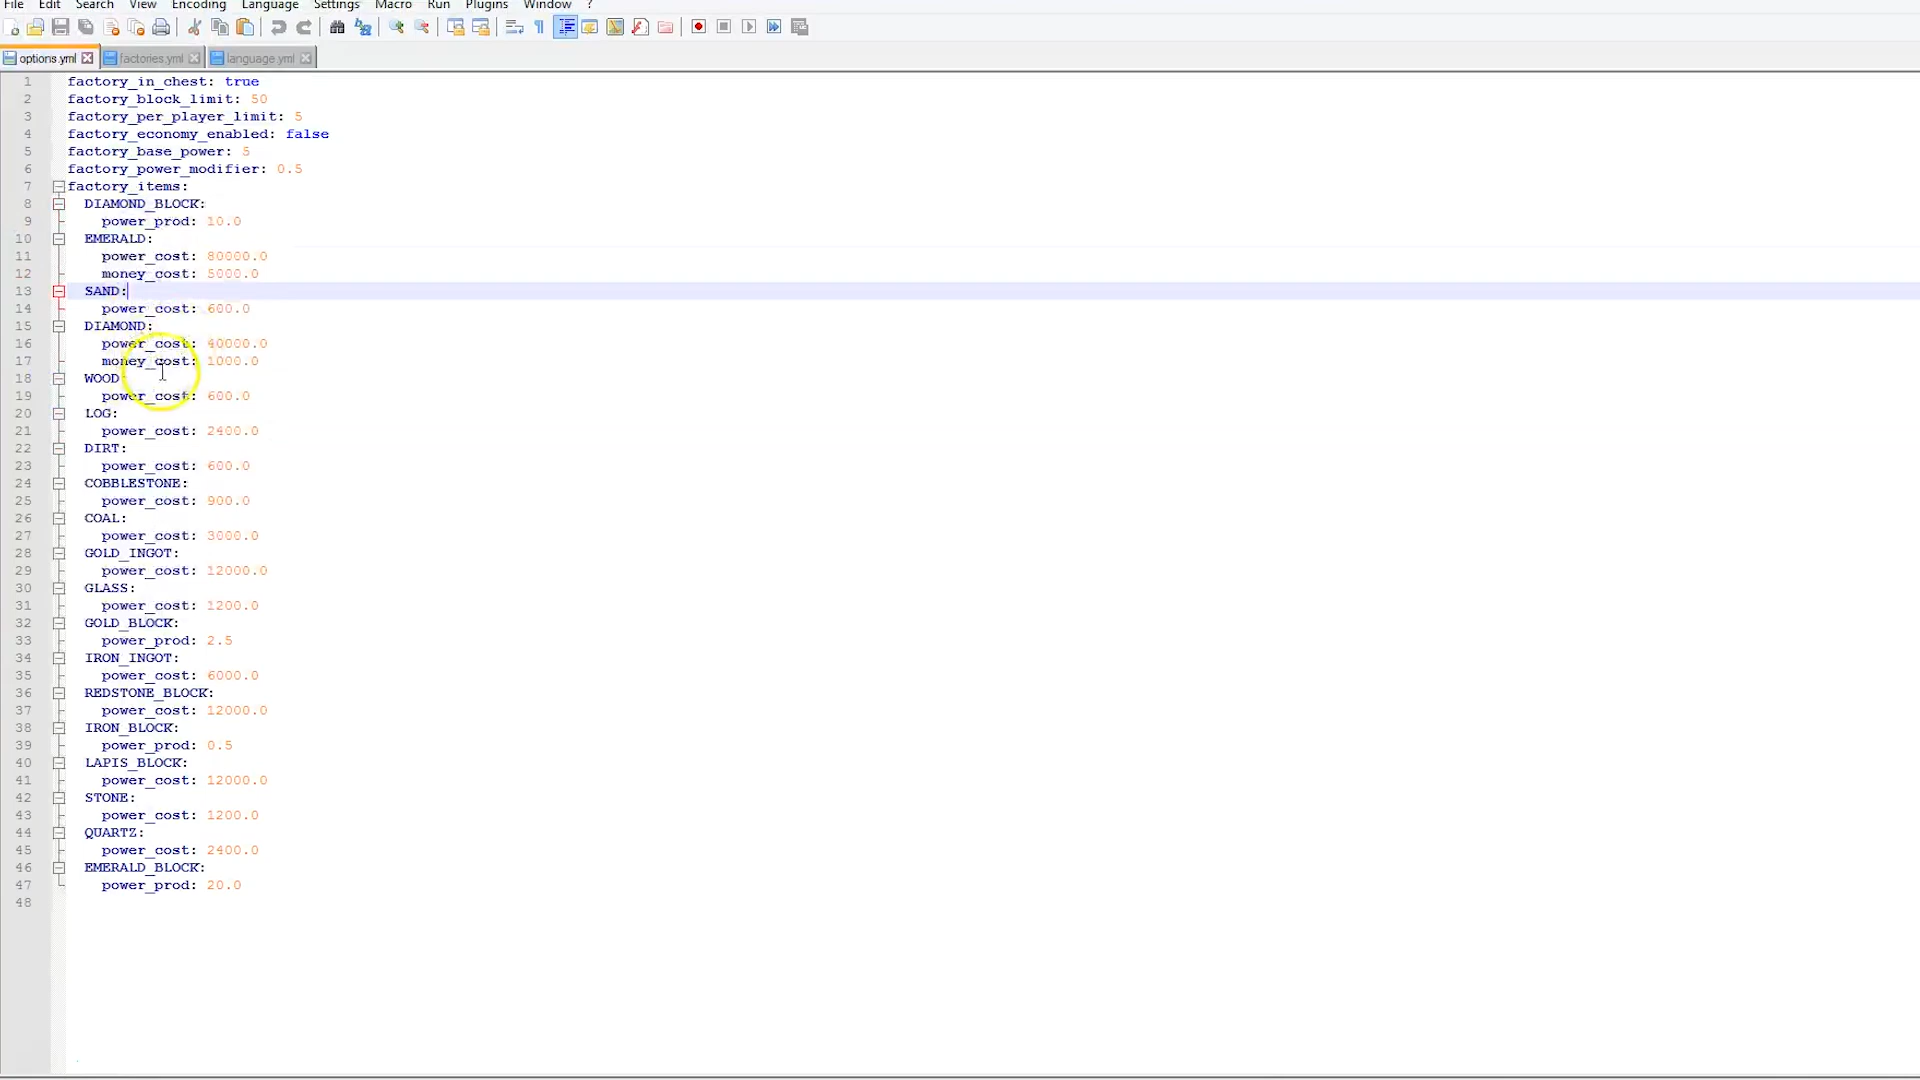 File Edit Search View Encoding Language Settings Macro Run Plugins Window ?
options.yml factories.yml language.yml
1 factory_in_chest: true
2 factory_block_limit: 50
3 factory_per_player_limit: 5
4 factory_economy_enabled: false
5 factory_base_power: 5
6 factory_power_modifier: 0.5
7 factory_items:
8 DIAMOND_BLOCK:
9 power_prod: 10.0
10 EMERALD:
11 power_cost: 80000.0
12 money_cost: 5000.0
13 SAND:
14 power_cost: 600.0
15 DIAMOND:
16 power_cost: 40000.0
17 money_cost: 1000.0
18 WOOD:
19 power_cost: 600.0
20 LOG:
21 power_cost: 2400.0
22 DIRT:
23 power_cost: 600.0
24 COBBLESTONE:
25 power_cost: 900.0
26 COAL:
27 power_cost: 3000.0
28 GOLD_INGOT:
29 power_cost: 12000.0
30 GLASS:
31 power_cost: 1200.0
32 GOLD_BLOCK:
33 power_prod: 2.5
34 IRON_INGOT:
35 power_cost: 6000.0
36 REDSTONE_BLOCK:
37 power_cost: 12000.0
38 IRON_BLOCK:
39 power_prod: 0.5
40 LAPIS_BLOCK:
41 power_cost: 12000.0
42 STONE:
43 power_cost: 1200.0
44 QUARTZ:
45 power_cost: 2400.0
46 EMERALD_BLOCK:
47 power_prod: 20.0
48